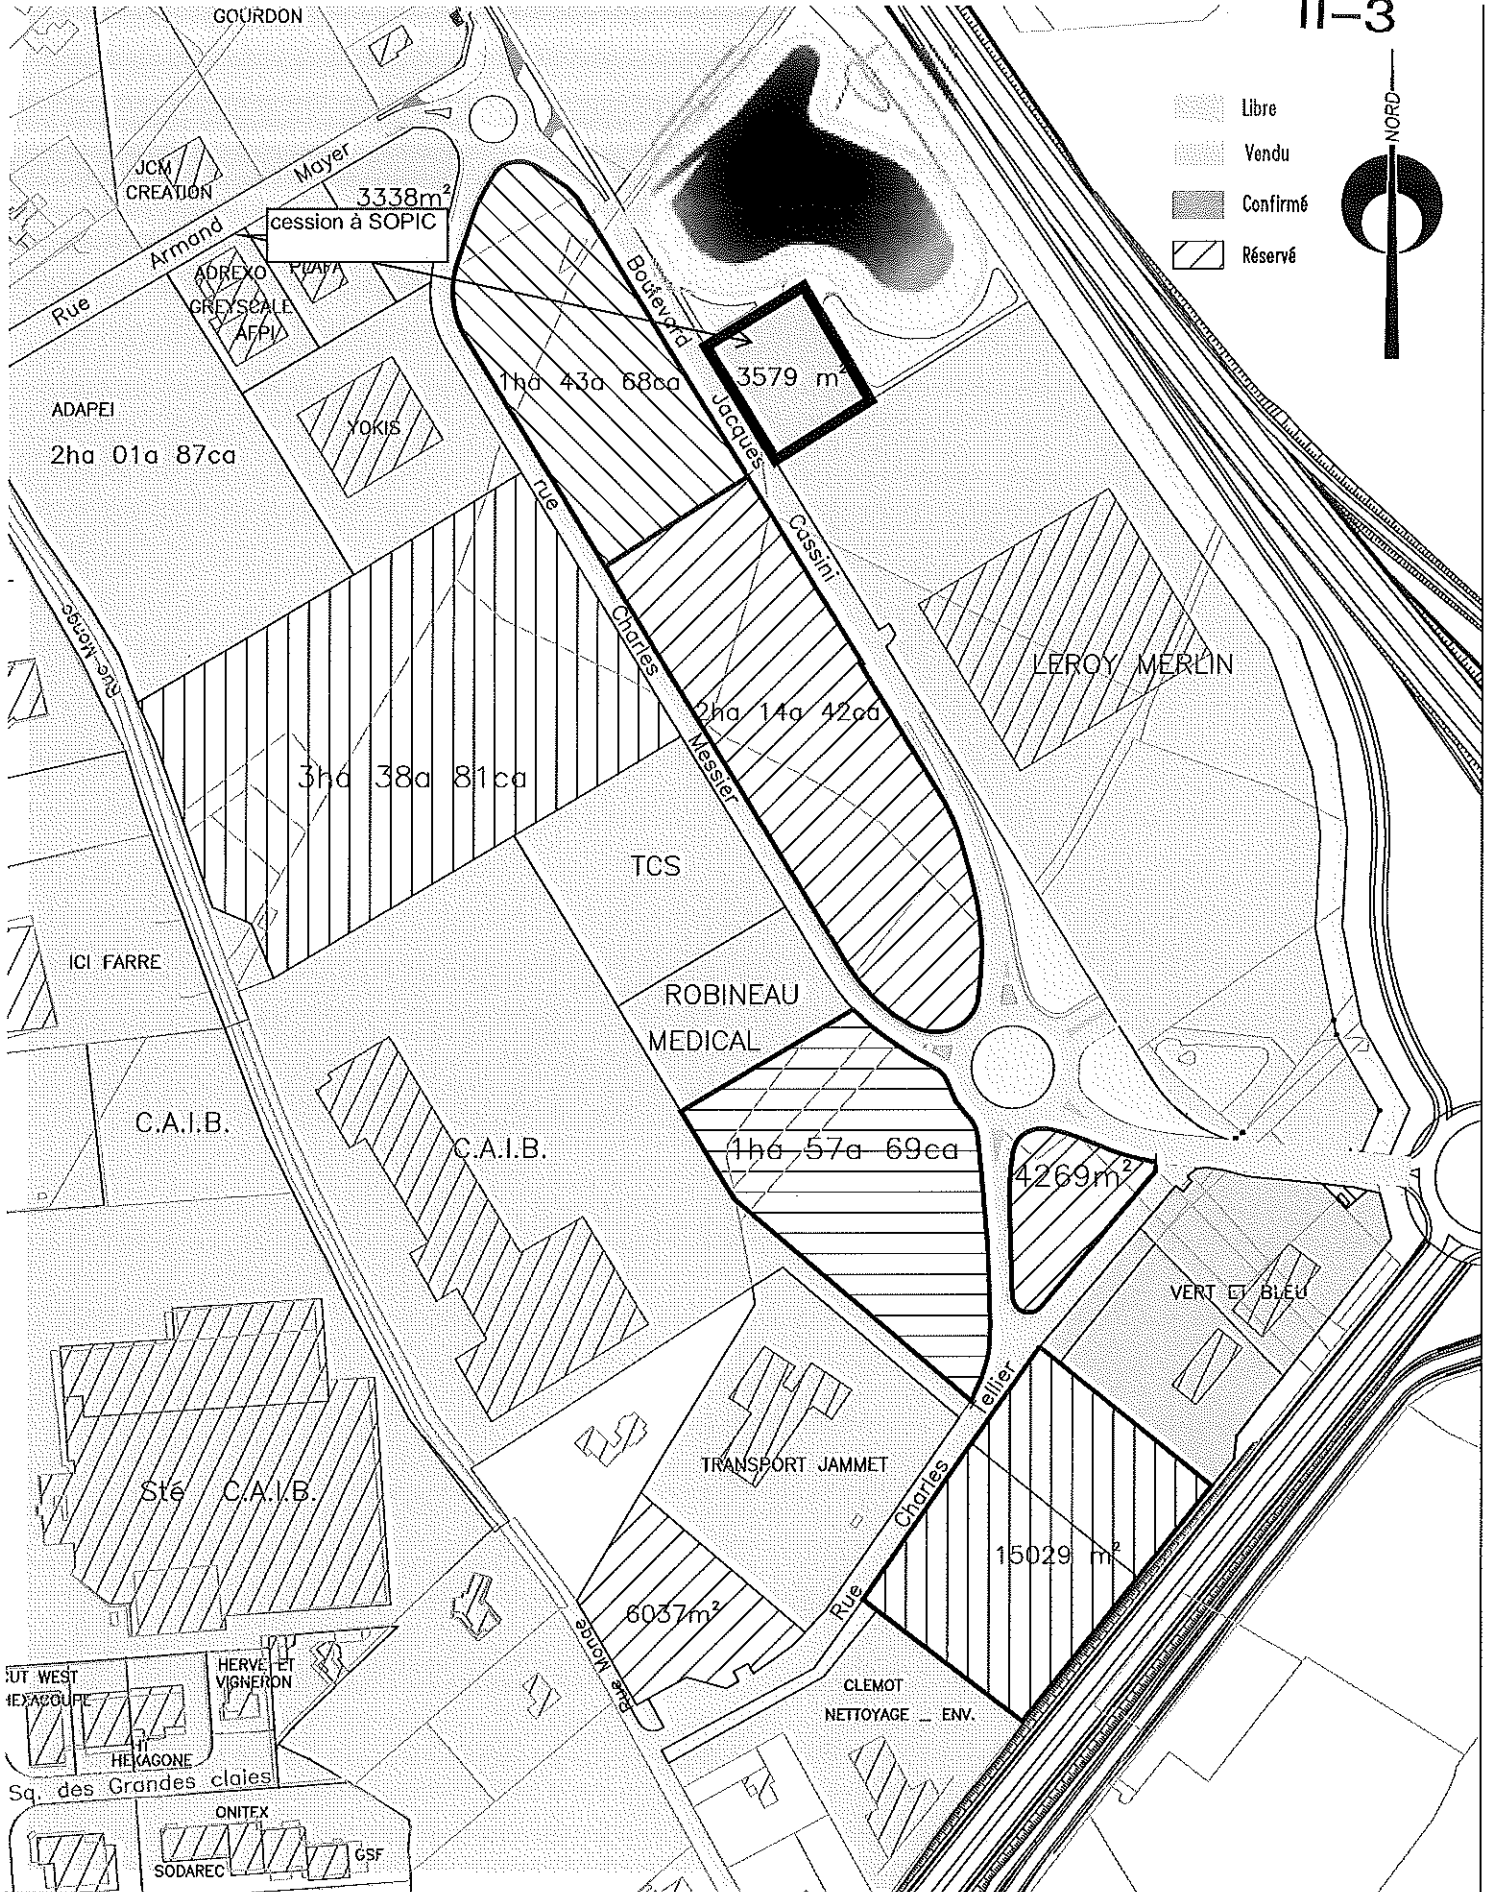 II-3
GOURDON
Libre
Vendu
Confirmé
Réservé
NORD
JCM
CREATION
Rue Armand Mayer
3338m²
cession à SOPIC
ADREXO
GREYSCALE
AFPI
Boulevard Jacques Cassini
3579 m²
1ha 43a 68ca
ADAPEI
2ha 01a 87ca
YOKIS
rue Charles Messier
Rue Monge
LEROY MERLIN
2ha 14a 42ca
3ha 38a 81ca
TCS
ICI FARRE
ROBINEAU
MEDICAL
C.A.I.B.
C.A.I.B.
1ha 57a 69ca
4269m²
VERT ET BLEU
Rue Charles Tellier
TRANSPORT JAMMET
Sté C.A.I.B.
15029 m²
6037m²
Rue Monge
HERVE ET
VIGNERON
CLEMOT
NETTOYAGE _ ENV.
UT WEST
HEXACOUPE
HEXAGONE
Sq. des Grandes claies
ONITEX
SODAREC
GSF